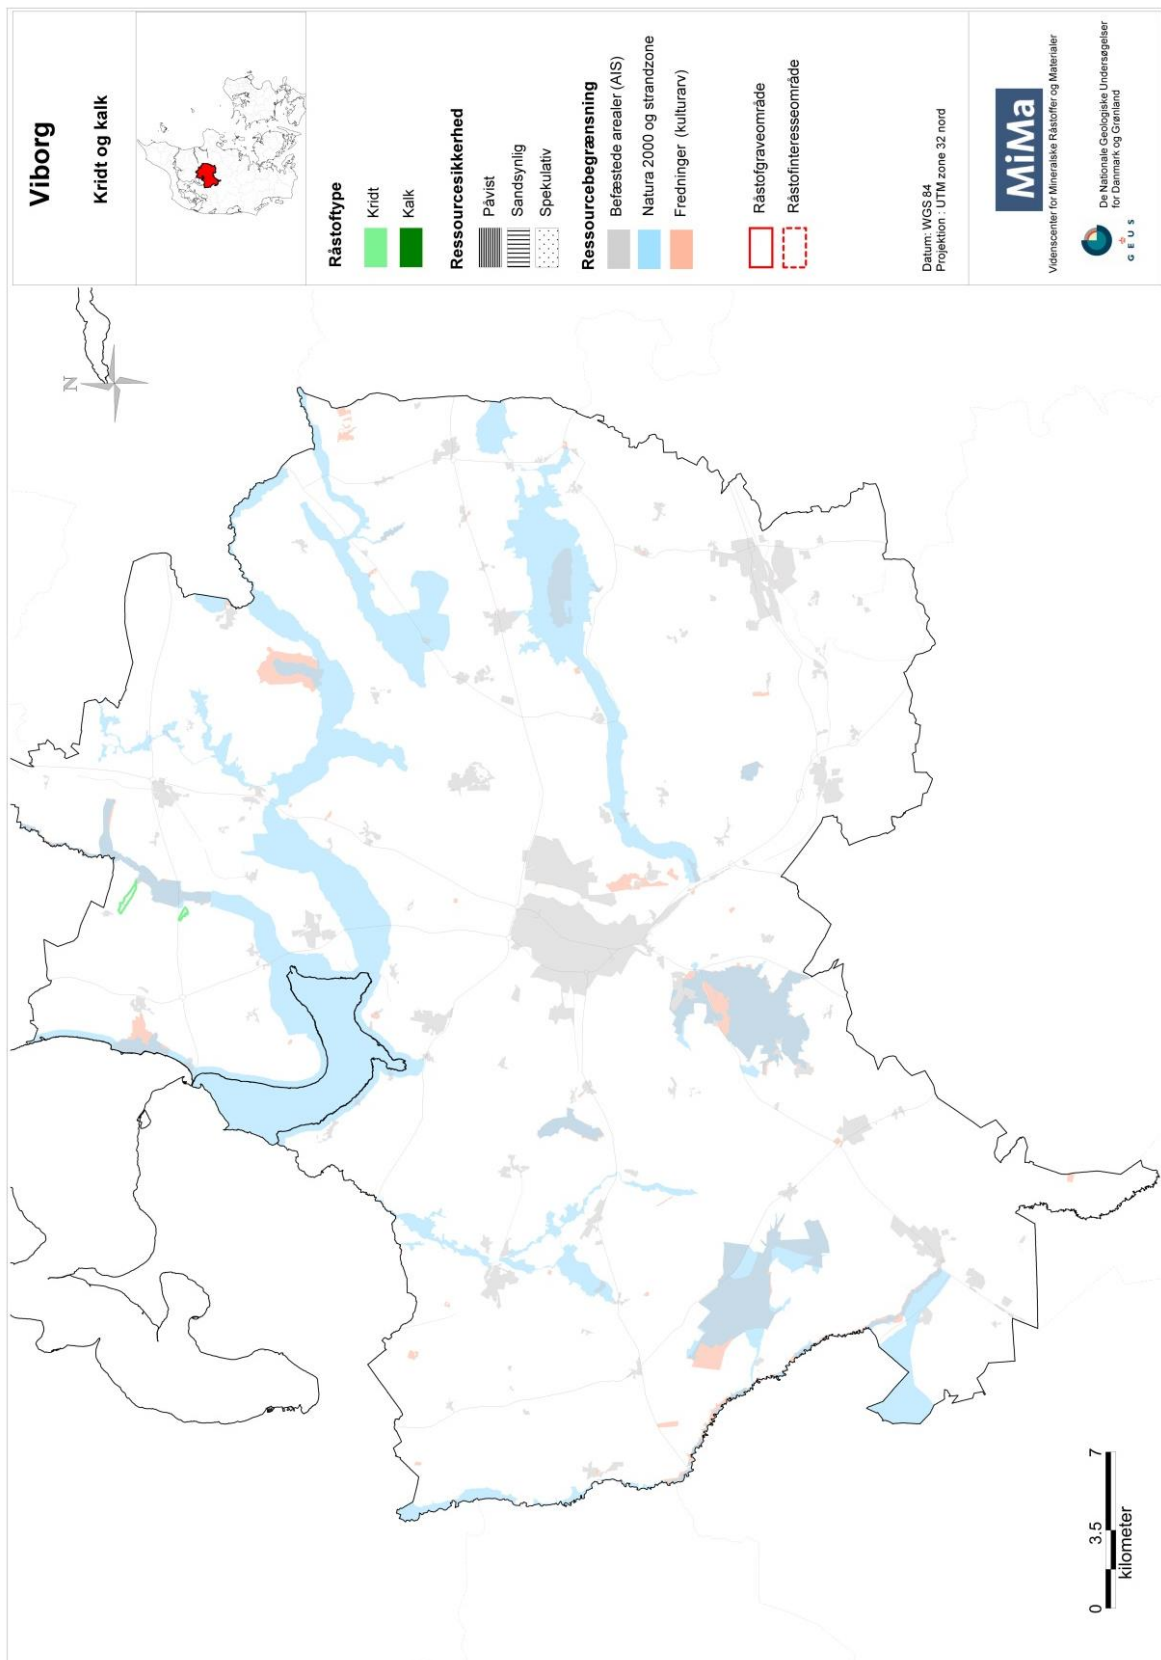 Viborg
Kridt og kalk
Råstoftype
Kridt
Kalk
Ressourcesikkerhed
Påvist
Sandsynlig
Spekulativ
Ressourcebegrænsning
Befæstede arealer (AIS)
Natura 2000 og strandzone
Fredninger (kulturarv)
Råstofgraveområde
Råstofinteresseområde
Datum: WGS 84
Projektion : UTM zone 32 nord
MiMa
Videnscenter for Mineralske Råstoffer og Materialer
G E U S
De Nationale Geologiske Undersøgelser
for Danmark og Grønland
N
0 3.5 7
kilometer